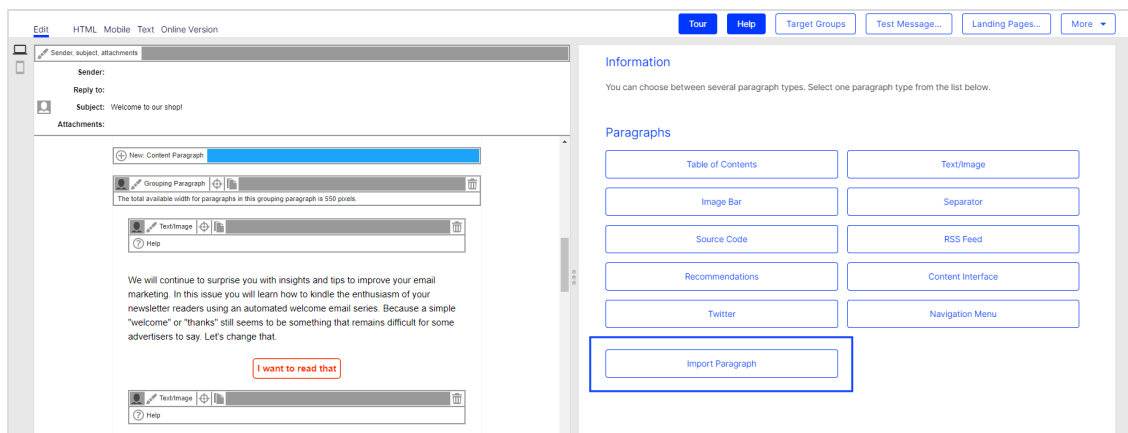 Edit HTML Mobile Text Online Version
Tour Help Target Groups Test Message... Landing Pages... More
Sender, subject, attachments
Sender:
Reply to:
Subject: Welcome to our shop!
Attachments:
New: Content Paragraph
Grouping Paragraph
The total available width for paragraphs in this grouping paragraph is 550 pixels.
Text/Image
Help
We will continue to surprise you with insights and tips to improve your email
marketing. In this issue you will learn how to kindle the enthusiasm of your
newsletter readers using an automated welcome email series. Because a simple
"welcome" or "thanks" still seems to be something that remains difficult for some
advertisers to say. Let's change that.
I want to read that
Text/Image
Help
Information
You can choose between several paragraph types. Select one paragraph type from the list below.
Paragraphs
Table of Contents Text/Image
Image Bar Separator
Source Code RSS Feed
Recommendations Content Interface
Twitter Navigation Menu
Import Paragraph